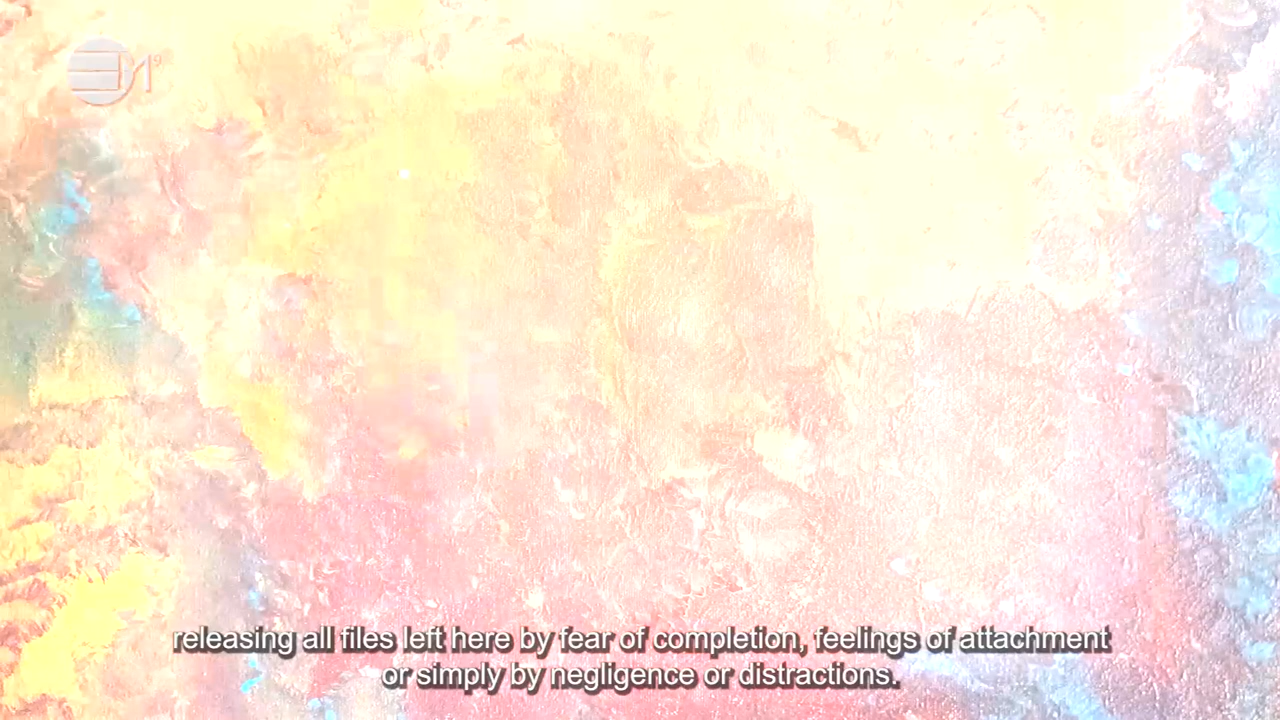 releasing all files left here by fear of completion, feelings of attachment
or simply by negligence or distractions.